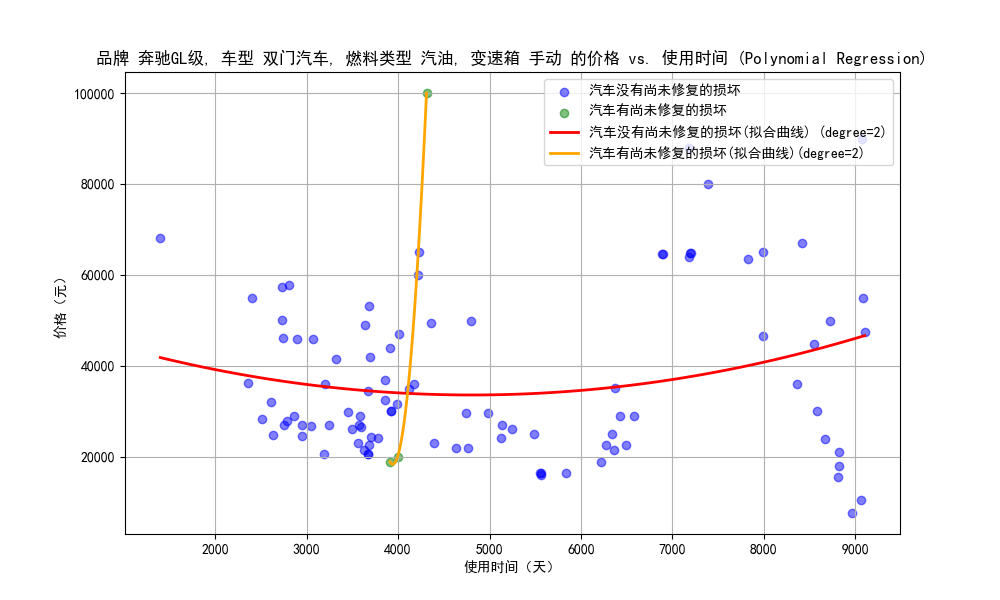 品牌 奔驰GL级, 车型 双门汽车, 燃料类型 汽油, 变速箱 手动 的价格 vs. 使用时间 (Polynomial Regression)
汽车没有尚未修复的损坏
汽车有尚未修复的损坏
汽车没有尚未修复的损坏(拟合曲线) (degree=2)
汽车有尚未修复的损坏(拟合曲线)(degree=2)
价格（元）
100000
80000
60000
40000
20000
2000 3000 4000 5000 6000 7000 8000 9000
使用时间（天）